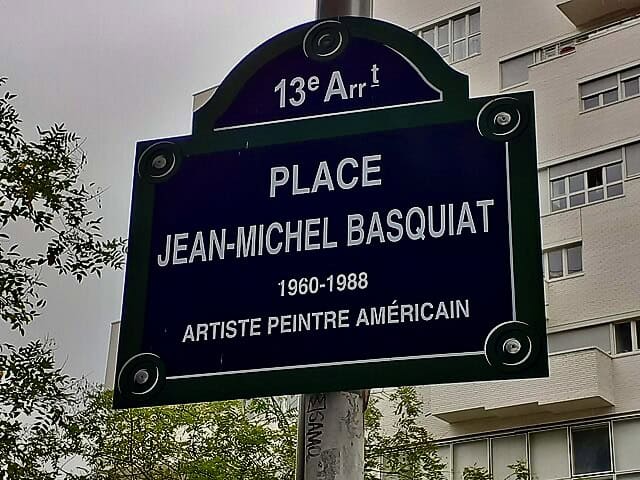 13e Arrt
PLACE
JEAN-MICHEL BASQUIAT
1960-1988
ARTISTE PEINTRE AMÉRICAIN